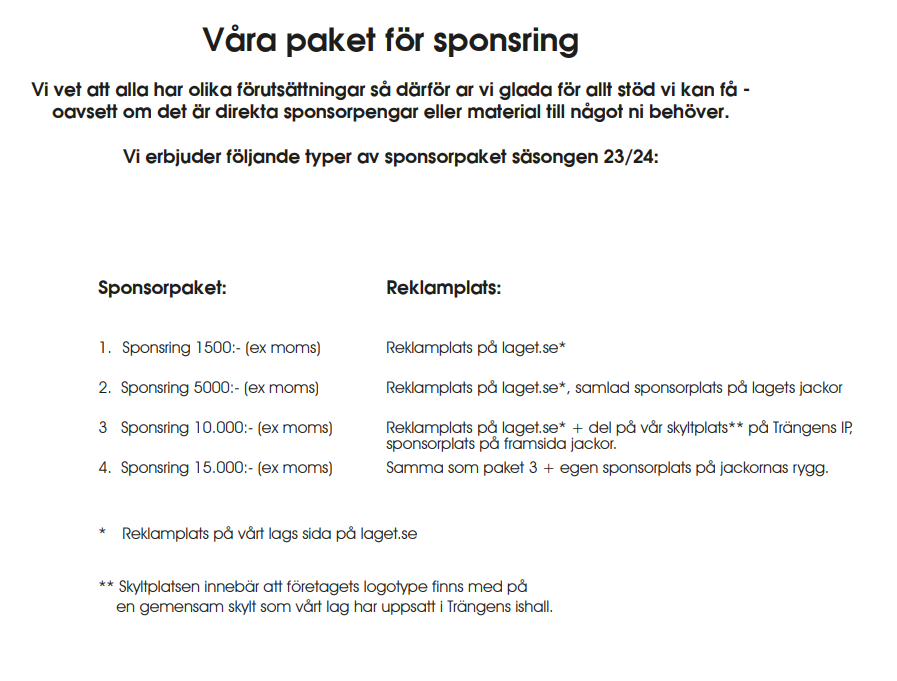 Våra paket för sponsring
Vi vet att alla har olika förutsättningar så därför ar vi glada för allt stöd vi kan få -
oavsett om det är direkta sponsorpengar eller material till något ni behöver.
Vi erbjuder följande typer av sponsorpaket säsongen 23/24:
Sponsorpaket: Reklamplats:
1. Sponsring 1500:- (ex moms) Reklamplats på laget.se*
2. Sponsring 5000:- (ex moms) Reklamplats på laget.se*, samlad sponsorplats på lagets jackor
3 Sponsring 10.000:- (ex moms) Reklamplats på laget.se* + del på vår skyltplats** på Trängens IP,
sponsorplats på framsida jackor.
4. Sponsring 15.000:- (ex moms) Samma som paket 3 + egen sponsorplats på jackornas rygg.
* Reklamplats på vårt lags sida på laget.se
** Skyltplatsen innebär att företagets logotype finns med på
en gemensam skylt som vårt lag har uppsatt i Trängens ishall.